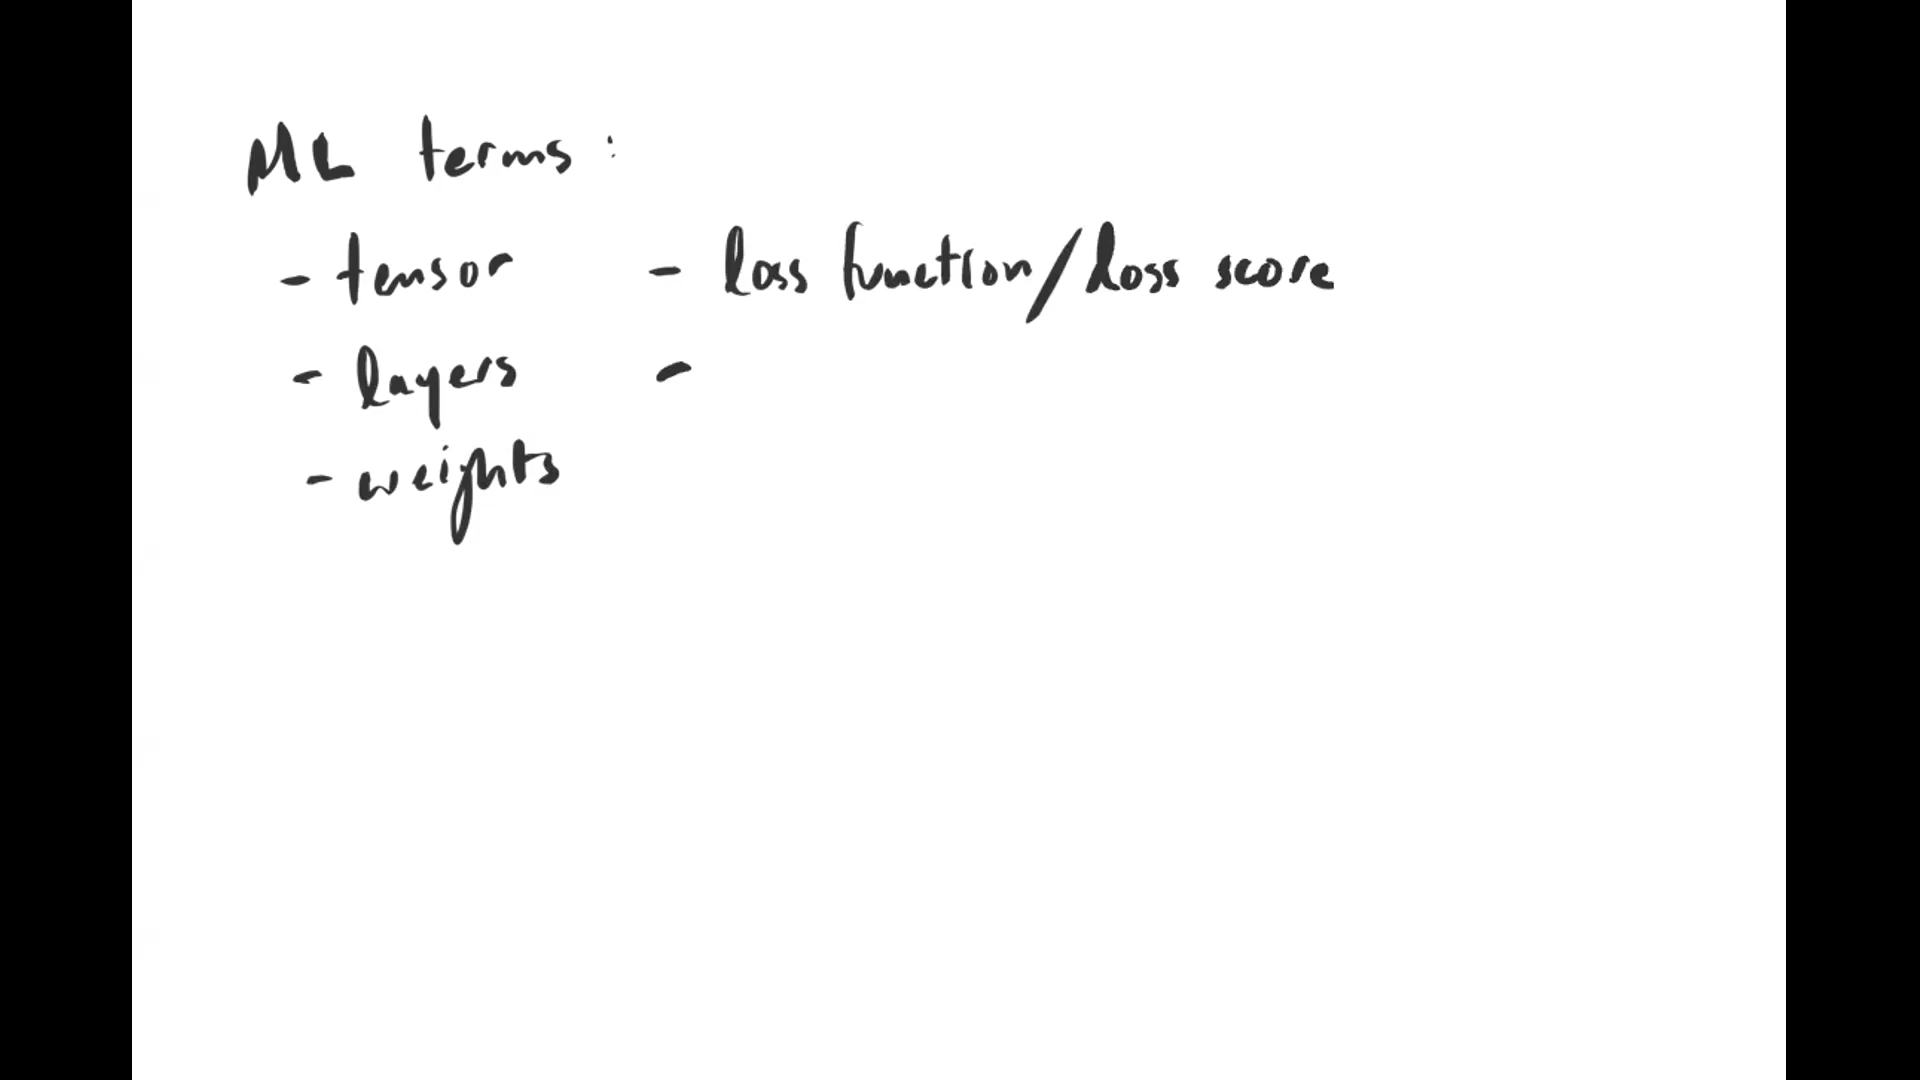 ML terms:
- tensor - loss function/loss score
- layers -
- weights